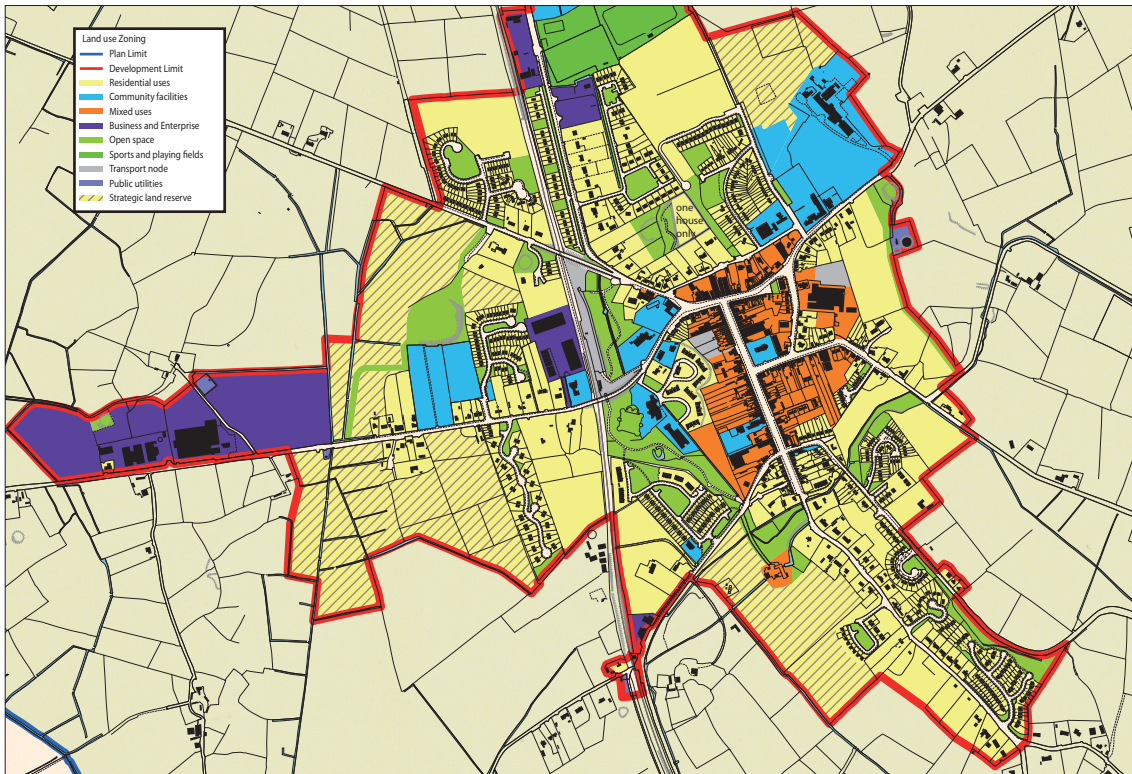 Land use Zoning
Plan Limit
Development Limit
Residential uses
Community facilities
Mixed uses
Business and Enterprise
Open space
Sports and playing fields
Transport node
Public utilities
Strategic land reserve
one
house
only